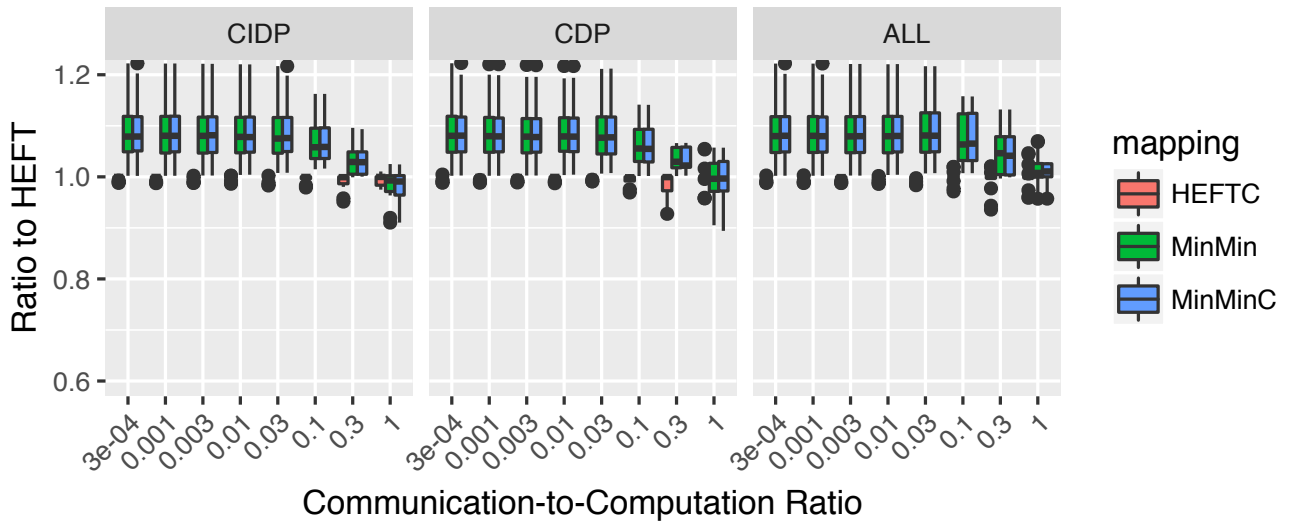 CIDP CDP ALL
1.2
1.0
0.8
0.6
Ratio to HEFT
3e-04 0.001 0.003 0.01 0.03 0.1 0.3 1 3e-04 0.001 0.003 0.01 0.03 0.1 0.3 1 3e-04 0.001 0.003 0.01 0.03 0.1 0.3 1
Communication-to-Computation Ratio
mapping
HEFTC
MinMin
MinMinC